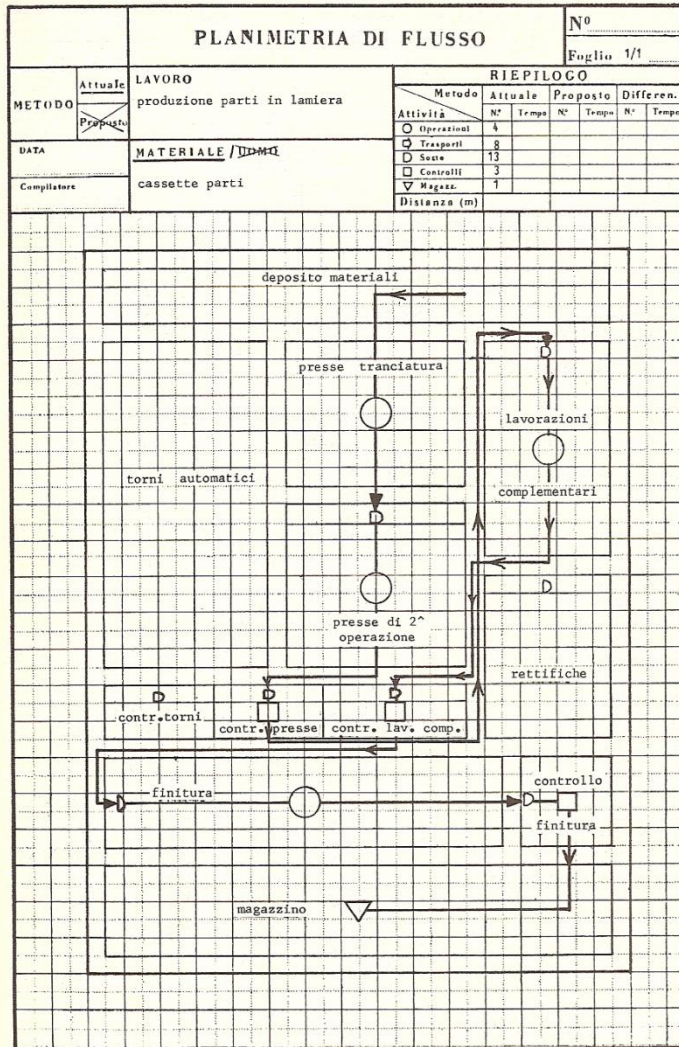 PLANIMETRIA DI FLUSSO
Nº
Foglio 1/1
METODO
Attuale
Proposto
LAVORO
produzione parti in lamiera
DATA
Compilatore
MATERIALE / UOMO
cassette parti
RIEPILOGO
Metodo Attuale Proposto Differen.
Attività N.º Tempo N.º Tempo N.º Tempo
Operazioni 4
Trasporti 8
Soste 13
Controlli 3
Magazz. 1
Distanza (m)
deposito materiali
presse tranciatura
lavorazioni
torni automatici
complementari
presse di 2^
operazione
rettifiche
contr.torni
contr. presse
contr. lav. comp.
finitura
controllo
finitura
magazzino